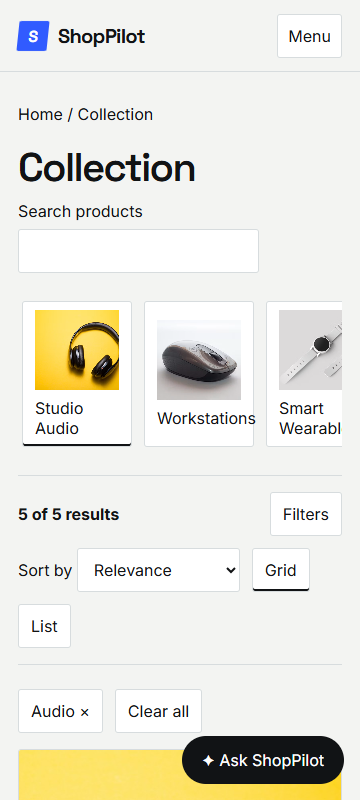 S ShopPilot Menu
Home / Collection
Collection
Search products
Studio
Audio
Workstations
Smart
5 of 5 results Filters
Sort by Relevance Grid
List
Audio × Clear all
✦ Ask ShopPilot